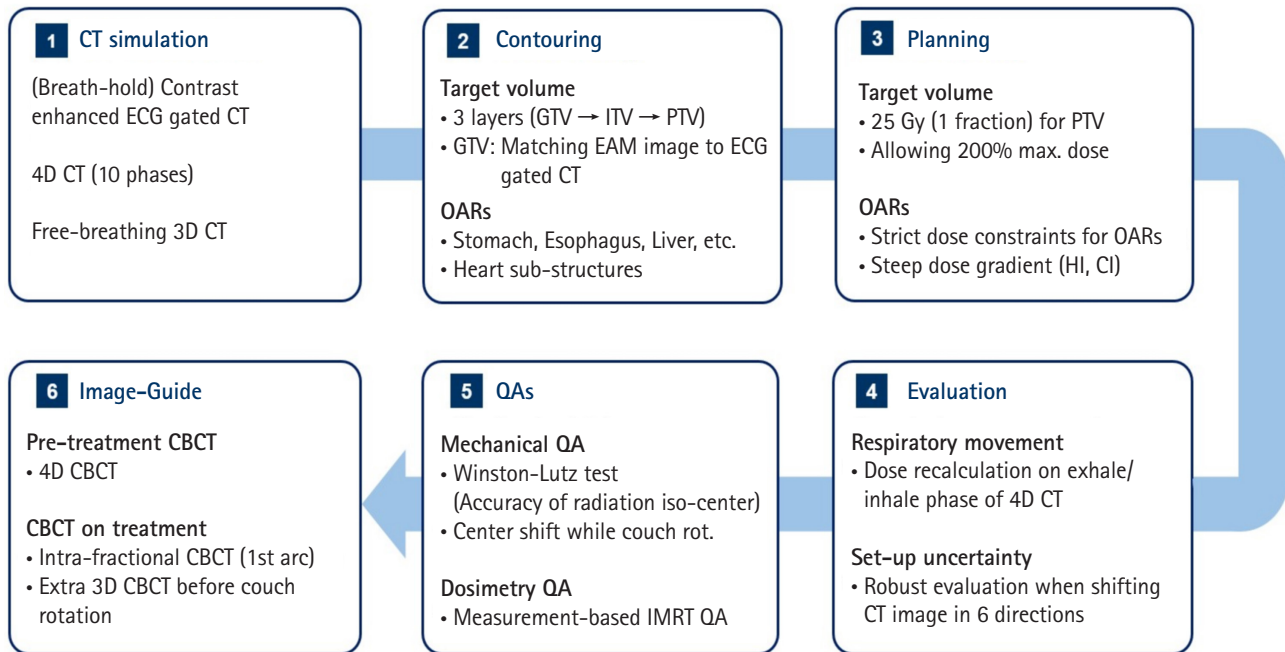 1 CT simulation
(Breath-hold) Contrast
enhanced ECG gated CT
4D CT (10 phases)
Free-breathing 3D CT
2 Contouring
Target volume
• 3 layers (GTV → ITV → PTV)
• GTV: Matching EAM image to ECG
gated CT
OARs
• Stomach, Esophagus, Liver, etc.
• Heart sub-structures
3 Planning
Target volume
• 25 Gy (1 fraction) for PTV
• Allowing 200% max. dose
OARs
• Strict dose constraints for OARs
• Steep dose gradient (HI, CI)
4 Evaluation
Respiratory movement
• Dose recalculation on exhale/
inhale phase of 4D CT
Set-up uncertainty
• Robust evaluation when shifting
CT image in 6 directions
5 QAs
Mechanical QA
• Winston-Lutz test
(Accuracy of radiation iso-center)
• Center shift while couch rot.
Dosimetry QA
• Measurement-based IMRT QA
6 Image-Guide
Pre-treatment CBCT
• 4D CBCT
CBCT on treatment
• Intra-fractional CBCT (1st arc)
• Extra 3D CBCT before couch
rotation